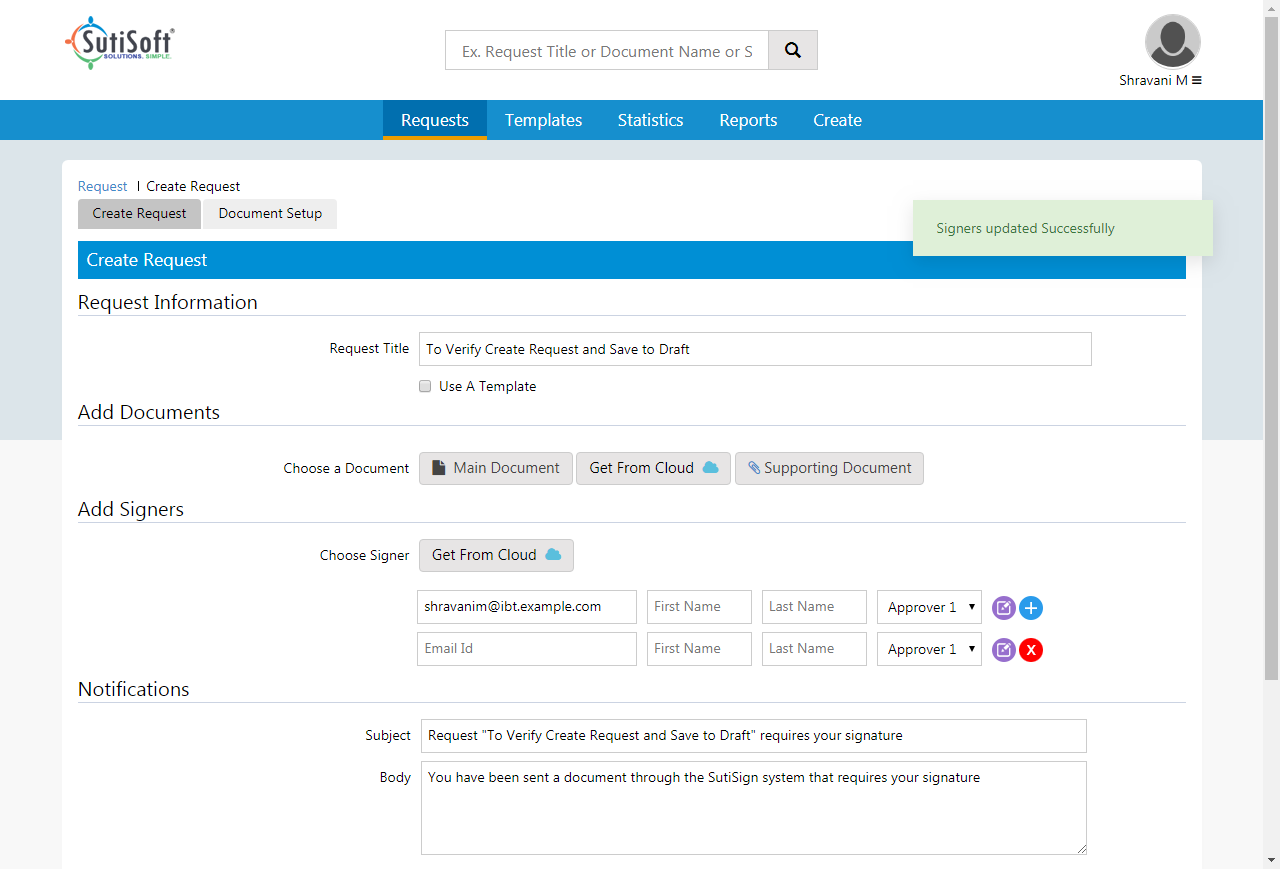 SutiSoft®
SOLUTIONS. SIMPLE.
Ex. Request Title or Document Name or S
Shravani M
Requests Templates Statistics Reports Create
Request | Create Request
Create Request Document Setup
Signers updated Successfully
Create Request
Request Information
Request Title To Verify Create Request and Save to Draft
Use A Template
Add Documents
Choose a Document Main Document Get From Cloud Supporting Document
Add Signers
Choose Signer Get From Cloud
shravanim@ibt.example.com First Name Last Name Approver 1
Email Id First Name Last Name Approver 1 X
Notifications
Subject Request "To Verify Create Request and Save to Draft" requires your signature
Body You have been sent a document through the SutiSign system that requires your signature